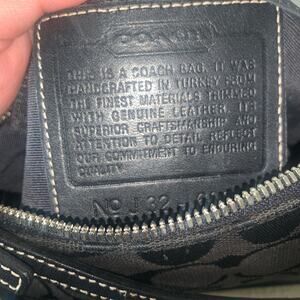 COACH
THIS IS A COACH BAG. IT WAS
HANDCRAFTED IN TURKEY FROM
THE FINEST MATERIALS TRIMMED
WITH GENUINE LEATHER. ITS
SUPERIOR CRAFTSMANSHIP AND
ATTENTION TO DETAIL REFLECT
OUR COMMITMENT TO ENDURING
QUALITY.
NO